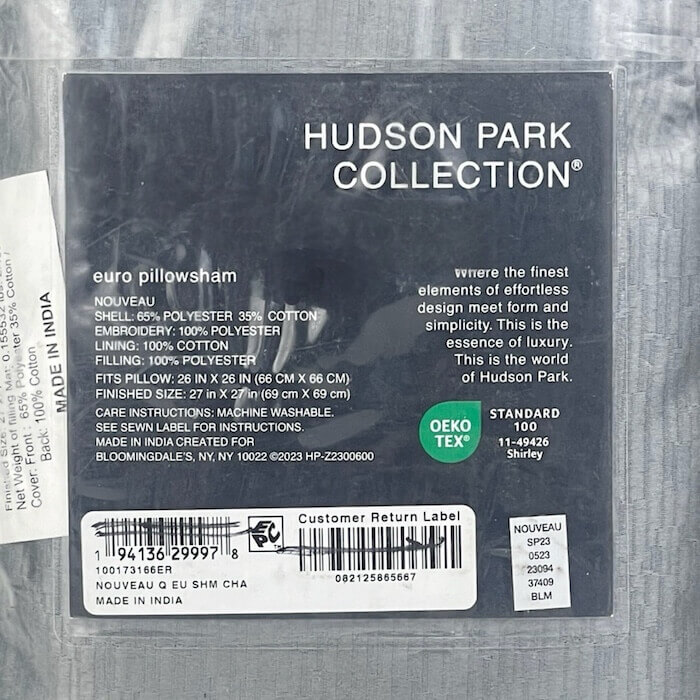 HUDSON PARK
COLLECTION®
euro pillowsham
NOUVEAU
SHELL: 65% POLYESTER 35% COTTON
EMBROIDERY: 100% POLYESTER
LINING: 100% COTTON
FILLING: 100% POLYESTER
FITS PILLOW: 26 IN X 26 IN (66 CM X 66 CM)
FINISHED SIZE: 27 in X 27 in (69 cm X 69 cm)
CARE INSTRUCTIONS: MACHINE WASHABLE.
SEE SEWN LABEL FOR INSTRUCTIONS.
MADE IN INDIA CREATED FOR
BLOOMINGDALE'S, NY, NY 10022 ©2023 HP-Z2300600
Where the finest
elements of effortless
design meet form and
simplicity. This is the
essence of luxury.
This is the world
of Hudson Park.
OEKO
TEX®
STANDARD
100
11-49426
Shirley
Net Weight of filling Mat: 0.155532 lbs
Cover: Front: 65% Polyester 35% Cotton /
Back: 100% Cotton
MADE IN INDIA
1 94136 29997 8
100173166ER
NOUVEAU Q EU SHM CHA
MADE IN INDIA
EPC
Customer Return Label
082125865667
NOUVEAU
SP23
0523
23094
37409
BLM